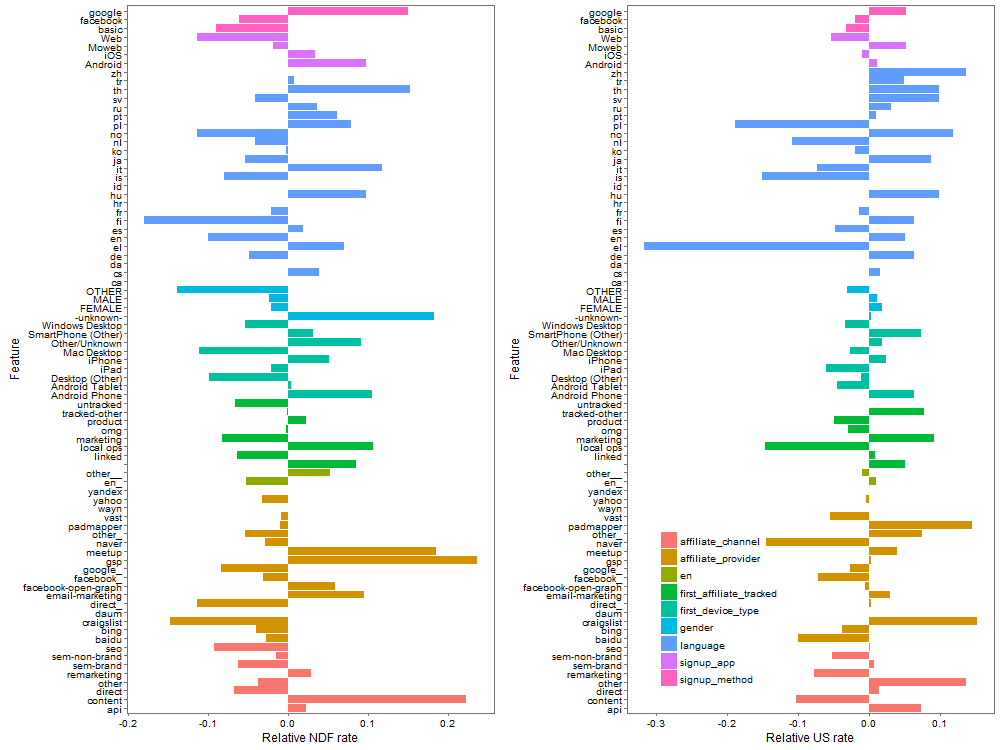 Feature
google
facebook
basic
Web
Moweb
iOS
Android
zh
tr
th
sv
ru
pt
pl
no
nl
ko
ja
it
is
id
hu
hr
fr
fi
es
en
el
de
da
cs
ca
OTHER
MALE
FEMALE
-unknown-
Windows Desktop
SmartPhone (Other)
Other/Unknown
Mac Desktop
iPhone
iPad
Desktop (Other)
Android Tablet
Android Phone
untracked
tracked-other
product
omg
marketing
local ops
linked
other__
en_
yandex
yahoo
wayn
vast
padmapper
other_
naver
meetup
gsp
google_
facebook_
facebook-open-graph
email-marketing
direct_
daum
craigslist
bing
baidu
seo
sem-non-brand
sem-brand
remarketing
other
direct
content
api
-0.2 -0.1 0.0 0.1 0.2
Relative NDF rate
Feature
google
facebook
basic
Web
Moweb
iOS
Android
zh
tr
th
sv
ru
pt
pl
no
nl
ko
ja
it
is
id
hu
hr
fr
fi
es
en
el
de
da
cs
ca
OTHER
MALE
FEMALE
-unknown-
Windows Desktop
SmartPhone (Other)
Other/Unknown
Mac Desktop
iPhone
iPad
Desktop (Other)
Android Tablet
Android Phone
untracked
tracked-other
product
omg
marketing
local ops
linked
other__
en_
yandex
yahoo
wayn
vast
padmapper
other_
naver
meetup
gsp
google_
facebook_
facebook-open-graph
email-marketing
direct_
daum
craigslist
bing
baidu
seo
sem-non-brand
sem-brand
remarketing
other
direct
content
api
-0.3 -0.2 -0.1 0.0 0.1
Relative US rate
affiliate_channel
affiliate_provider
en
first_affiliate_tracked
first_device_type
gender
language
signup_app
signup_method